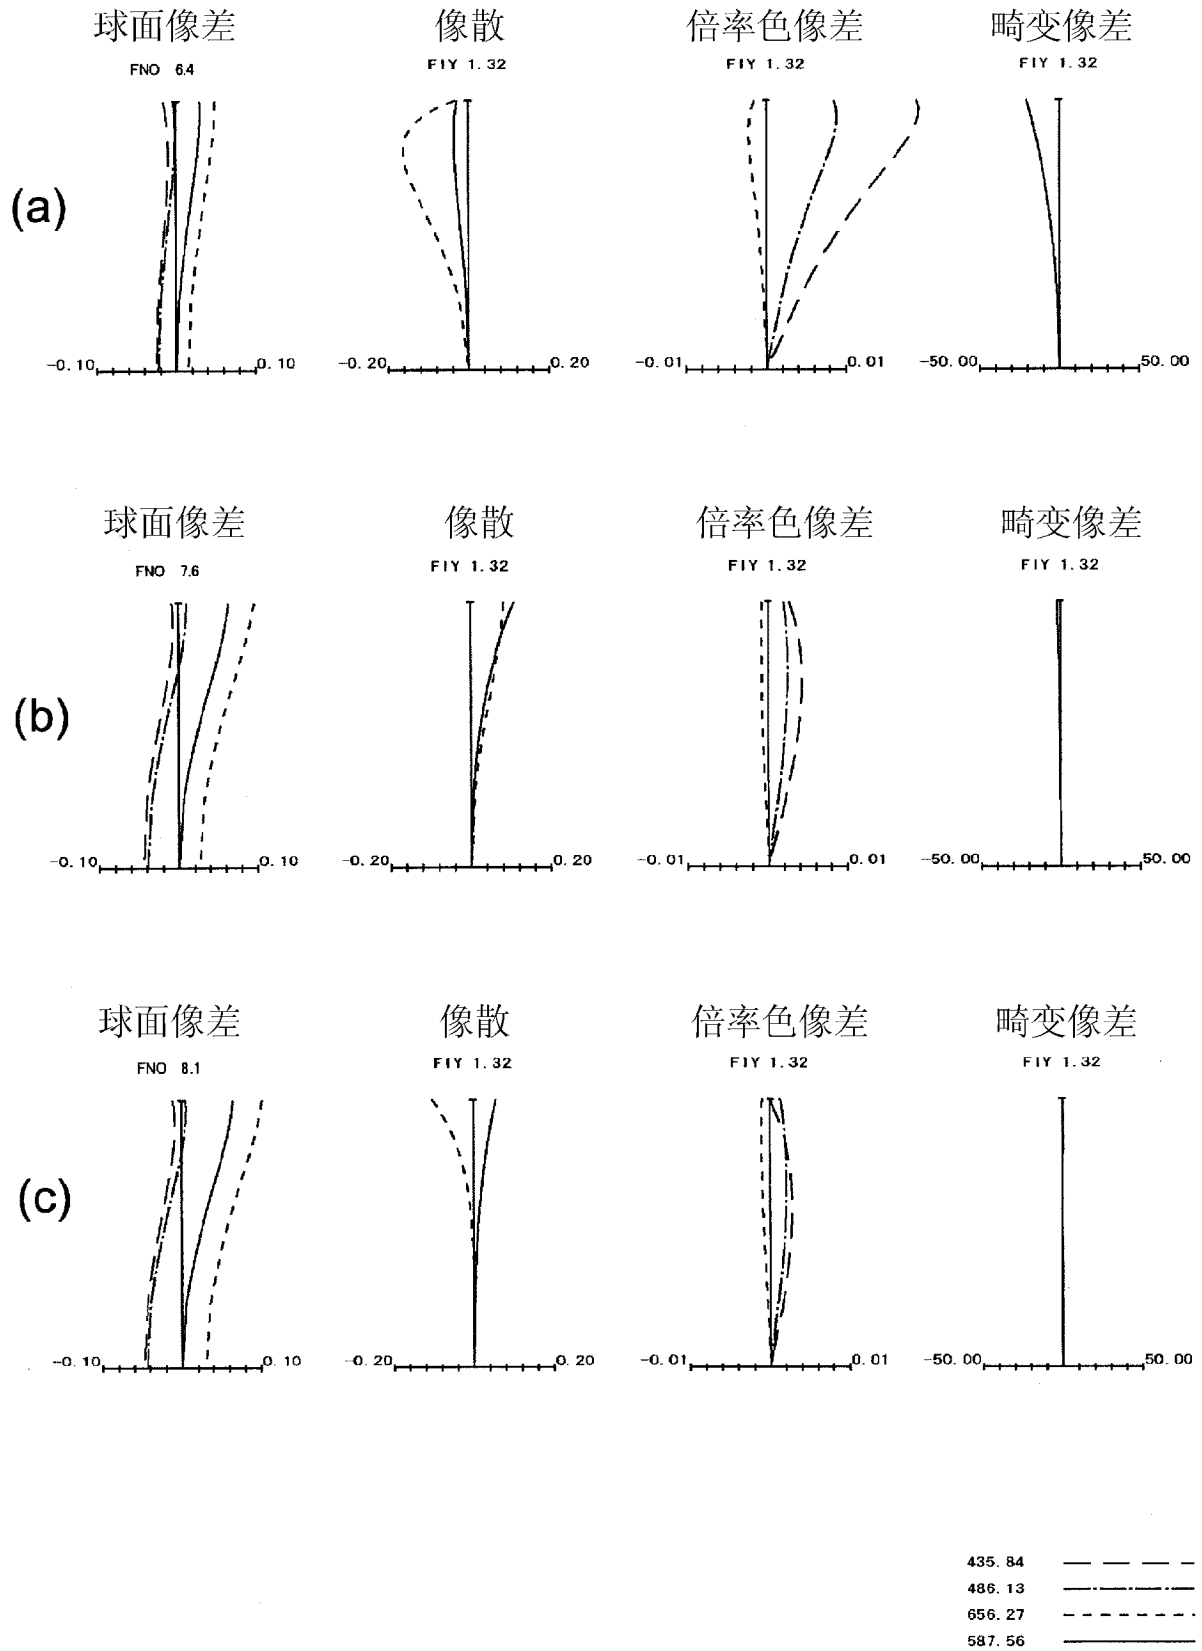 球面像差 像散 倍率色像差 畸变像差
FNO 6.4 FIY 1.32 FIY 1.32 FIY 1.32
(a)
-0.10 0.10 -0.20 0.20 -0.01 0.01 -50.00 50.00
球面像差 像散 倍率色像差 畸变像差
FNO 7.6 FIY 1.32 FIY 1.32 FIY 1.32
(b)
-0.10 0.10 -0.20 0.20 -0.01 0.01 -50.00 50.00
球面像差 像散 倍率色像差 畸变像差
FNO 8.1 FIY 1.32 FIY 1.32 FIY 1.32
(c)
-0.10 0.10 -0.20 0.20 -0.01 0.01 -50.00 50.00
435.84
486.13
656.27
587.56